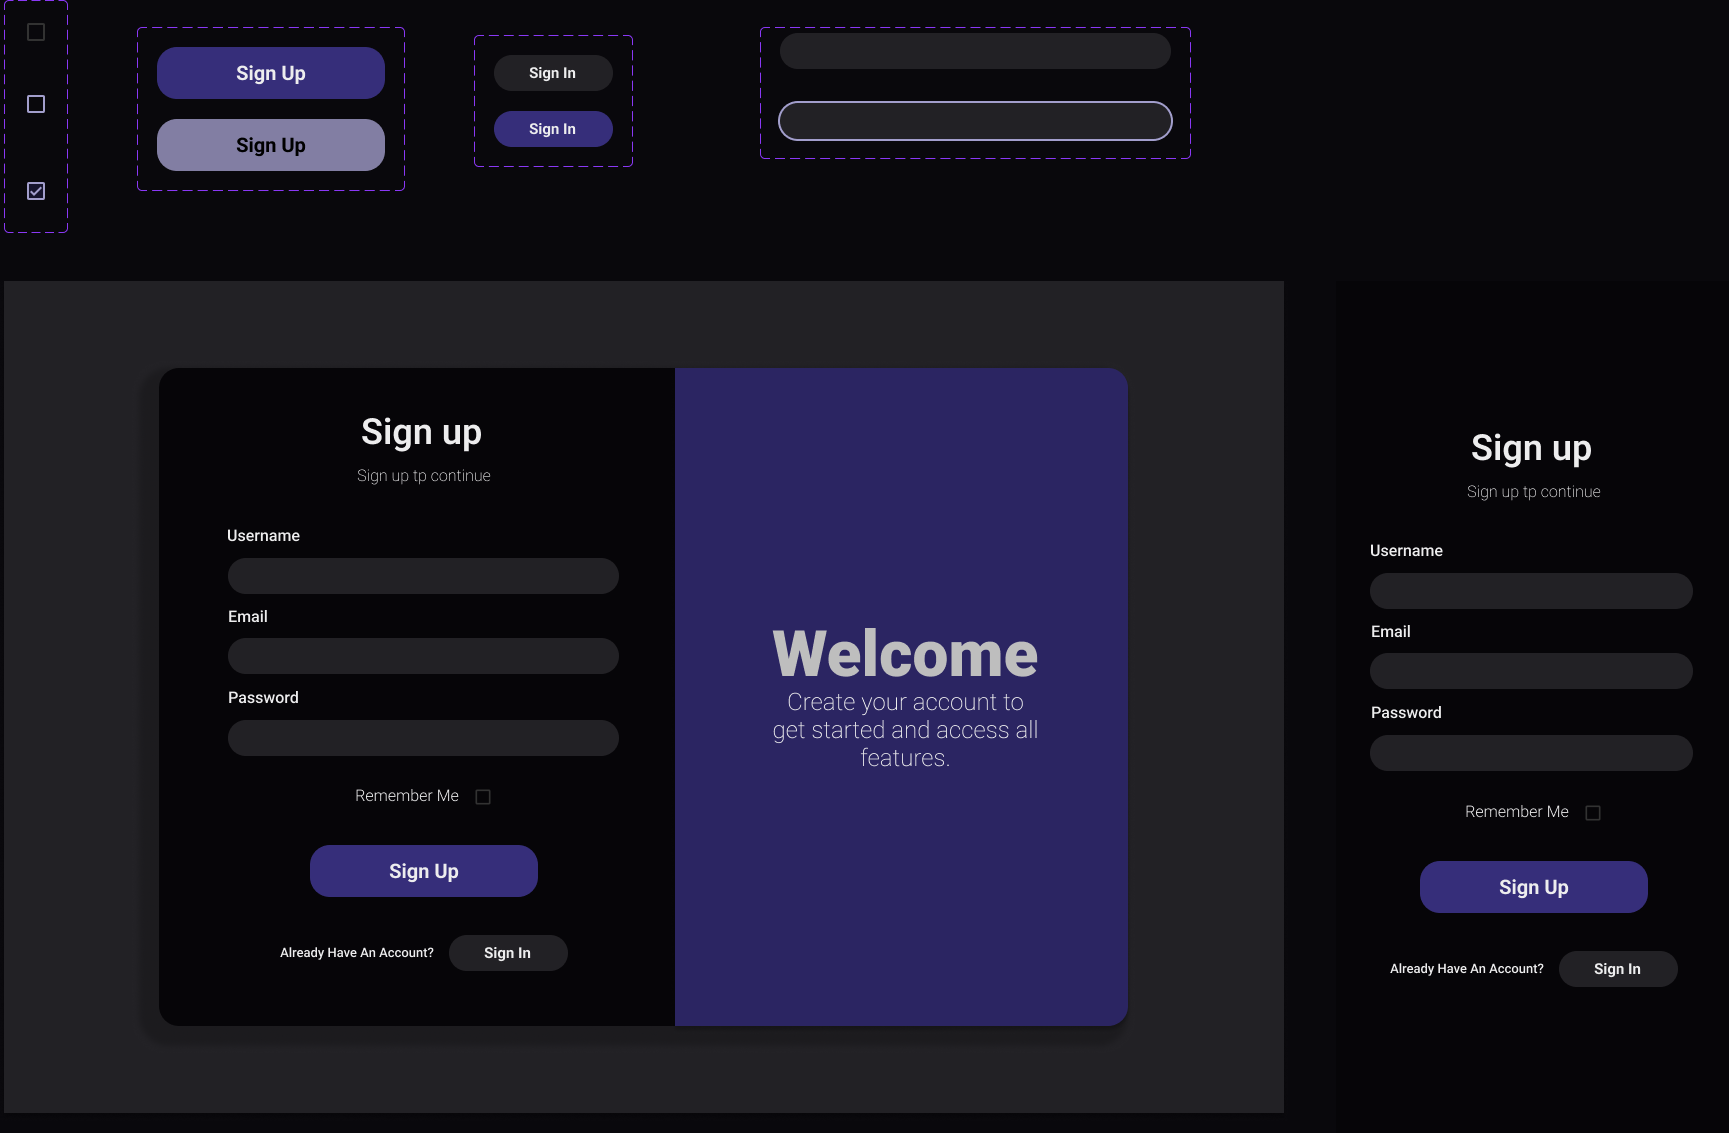 Sign Up
Sign Up
Sign In
Sign In
Sign up
Sign up tp continue
Username
Email
Password
Remember Me
Sign Up
Already Have An Account?
Sign In
Welcome
Create your account to
get started and access all
features.
Sign up
Sign up tp continue
Username
Email
Password
Remember Me
Sign Up
Already Have An Account?
Sign In